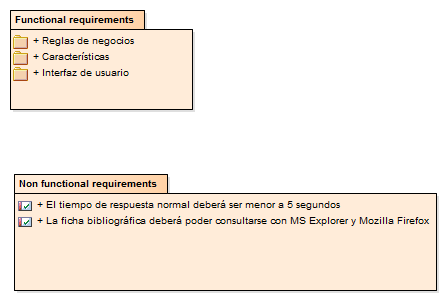 Functional requirements
+ Reglas de negocios
+ Características
+ Interfaz de usuario
Non functional requirements
+ El tiempo de respuesta normal deberá ser menor a 5 segundos
+ La ficha bibliográfica deberá poder consultarse con MS Explorer y Mozilla Firefox